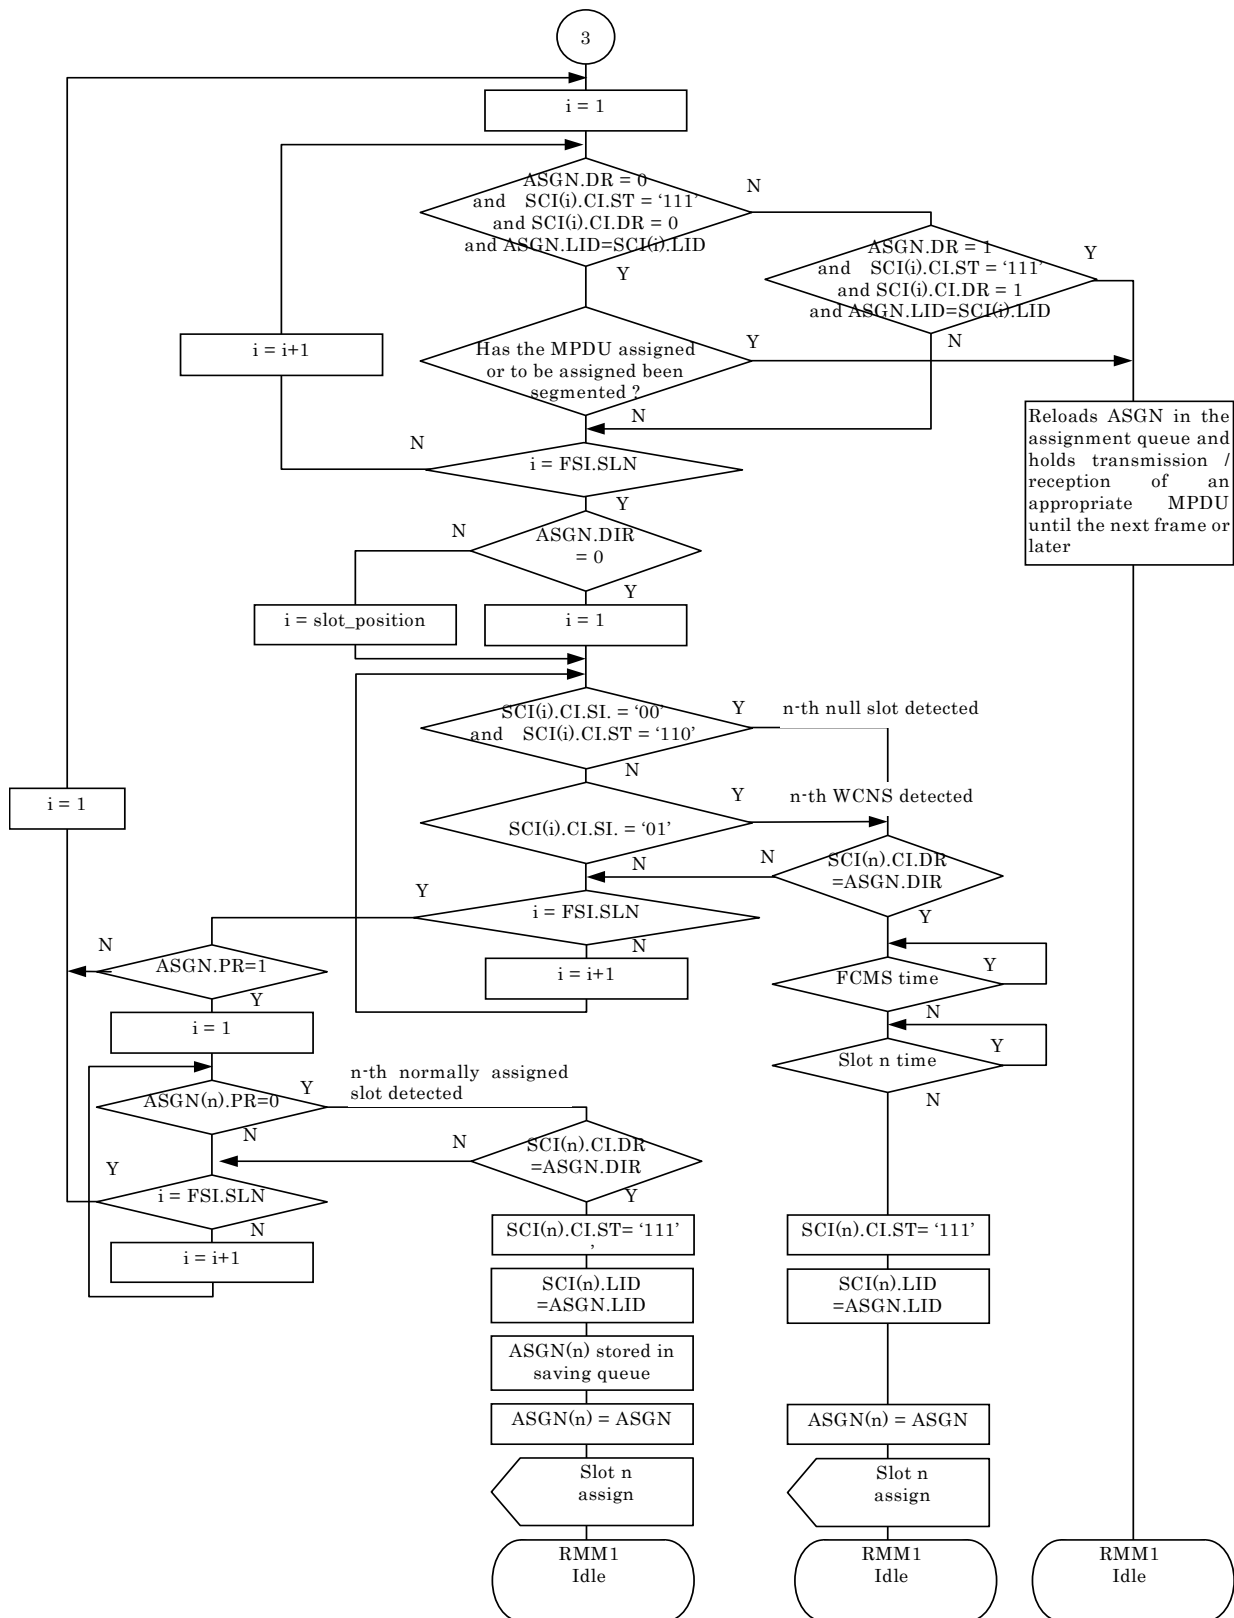 3
i = 1
ASGN.DR = 0
and SCI(i).CI.ST = ‘111’
and SCI(i).CI.DR = 0
and ASGN.LID=SCI(i).LID
N
Y
ASGN.DR = 1
and SCI(i).CI.ST = ‘111’
and SCI(i).CI.DR = 1
and ASGN.LID=SCI(i).LID
Y
N
i = i+1
Has the MPDU assigned
or to be assigned been
segmented ?
Y
N
Reloads ASGN in the
assignment queue and
holds transmission /
reception of an
appropriate MPDU
until the next frame or
later
N
i = FSI.SLN
Y
N
ASGN.DIR
= 0
Y
i = slot_position
i = 1
SCI(i).CI.SI. = ‘00’
and SCI(i).CI.ST = ‘110’
Y
n-th null slot detected
N
i = 1
Y
n-th WCNS detected
SCI(i).CI.SI. = ‘01’
N
N
SCI(n).CI.DR
=ASGN.DIR
Y
Y
i = FSI.SLN
N
N
ASGN.PR=1
Y
i = i+1
FCMS time
Y
N
i = 1
Slot n time
Y
N
ASGN(n).PR=0
Y
n-th normally assigned
slot detected
N
N
SCI(n).CI.DR
=ASGN.DIR
Y
Y
i = FSI.SLN
N
i = i+1
SCI(n).CI.ST= ‘111’
’
SCI(n).CI.ST= ‘111’
SCI(n).LID
=ASGN.LID
SCI(n).LID
=ASGN.LID
ASGN(n) stored in
saving queue
ASGN(n) = ASGN
ASGN(n) = ASGN
Slot n
assign
Slot n
assign
RMM1
Idle
RMM1
Idle
RMM1
Idle